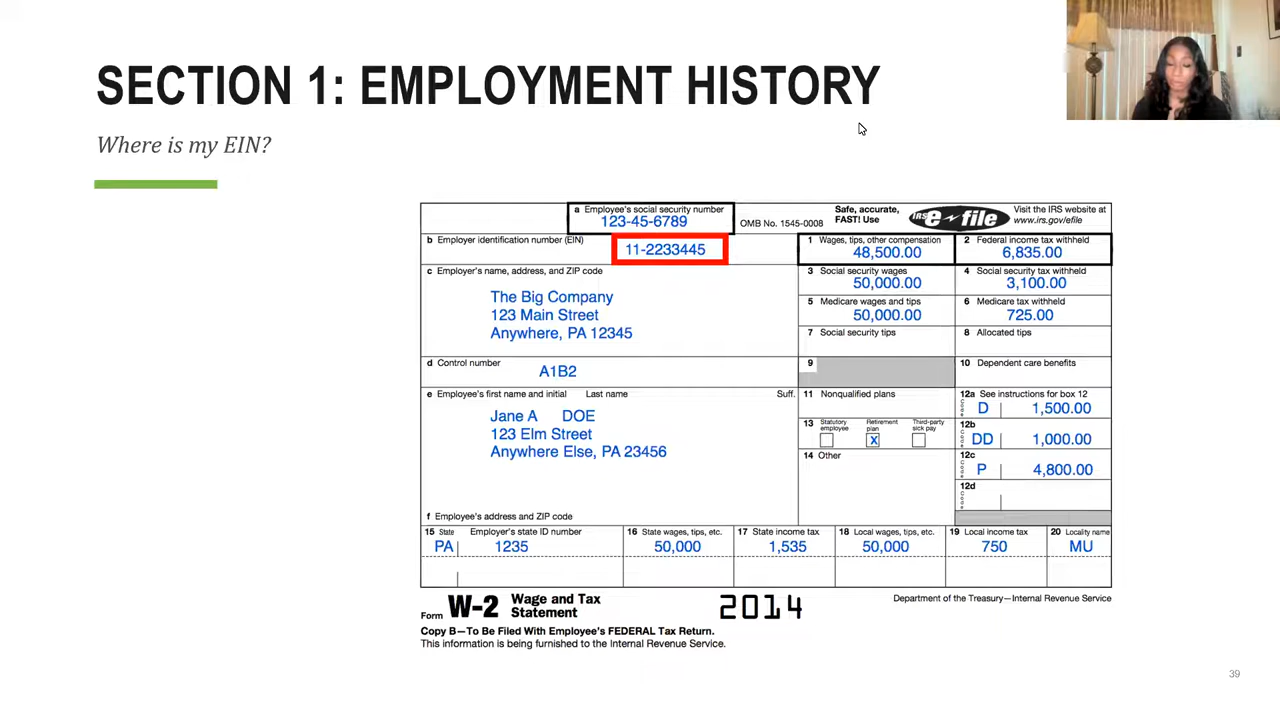 SECTION 1: EMPLOYMENT HISTORY
Where is my EIN?
a Employee's social security number
123-45-6789
OMB No. 1545-0008
Safe, accurate,
FAST! Use
IRS e-file
Visit the IRS website at
www.irs.gov/efile
b Employer identification number (EIN)
11-2233445
1 Wages, tips, other compensation
48,500.00
2 Federal income tax withheld
6,835.00
c Employer's name, address, and ZIP code
The Big Company
123 Main Street
Anywhere, PA 12345
3 Social security wages
50,000.00
4 Social security tax withheld
3,100.00
5 Medicare wages and tips
50,000.00
6 Medicare tax withheld
725.00
7 Social security tips
8 Allocated tips
d Control number
A1B2
9
10 Dependent care benefits
e Employee's first name and initial Last name Suff.
Jane A DOE
123 Elm Street
Anywhere Else, PA 23456
11 Nonqualified plans
12a See instructions for box 12
Code D 1,500.00
13 Statutory employee Retirement plan Third-party sick pay
X
12b
Code DD 1,000.00
14 Other
12c
Code P 4,800.00
12d
Code
f Employee's address and ZIP code
15 State Employer's state ID number
PA 1235
16 State wages, tips, etc.
50,000
17 State income tax
1,535
18 Local wages, tips, etc.
50,000
19 Local income tax
750
20 Locality name
MU
Form W-2 Wage and Tax
Statement
2014
Department of the Treasury—Internal Revenue Service
Copy B—To Be Filed With Employee's FEDERAL Tax Return.
This information is being furnished to the Internal Revenue Service.
39